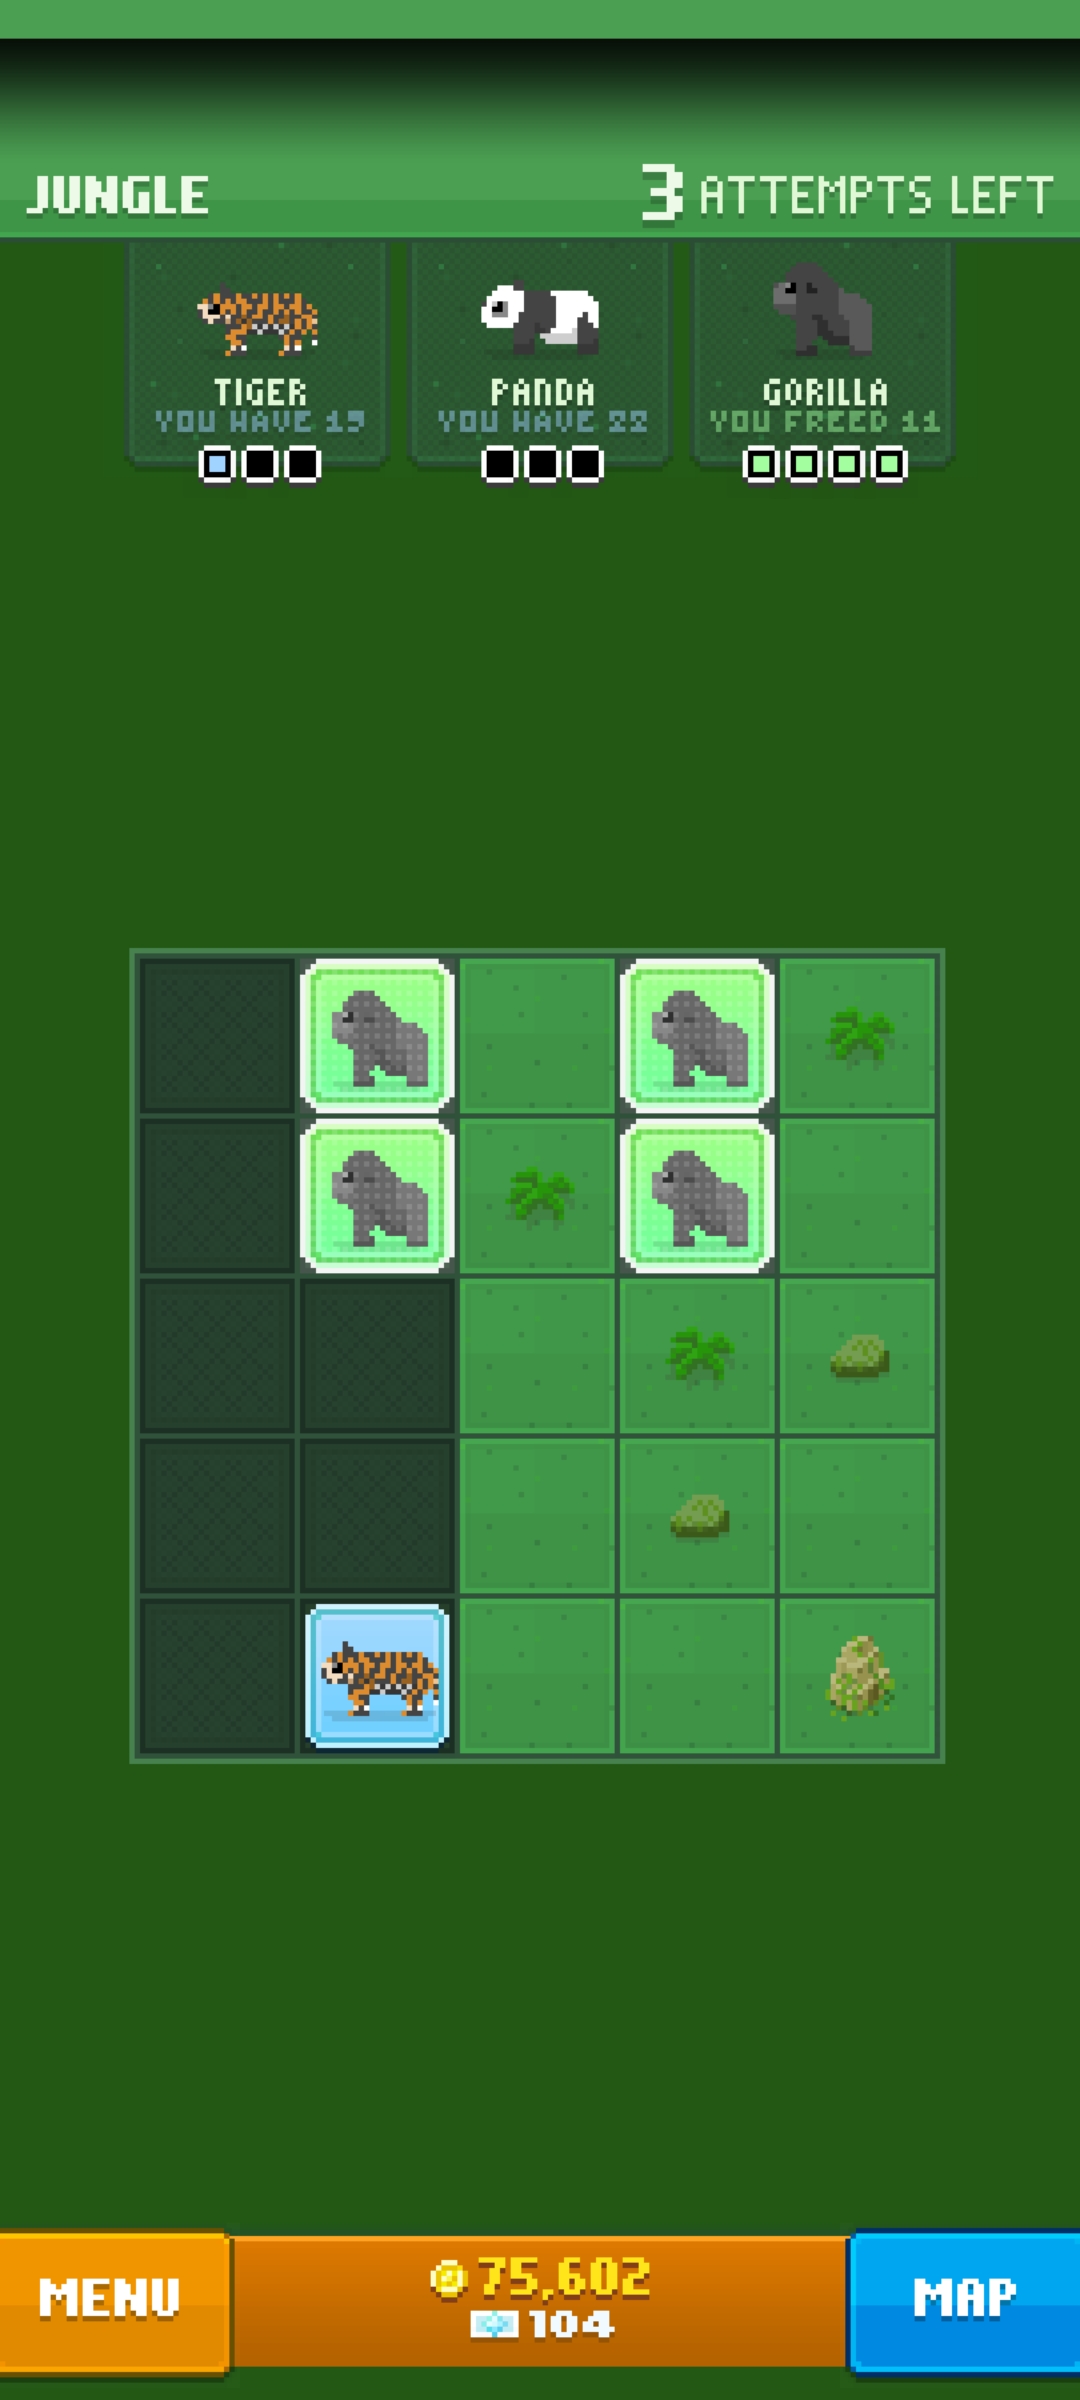 JUNGLE
3 ATTEMPTS LEFT
TIGER
YOU HAVE 19
PANDA
YOU HAVE 22
GORILLA
YOU FREED 11
MENU
75,602
104
MAP